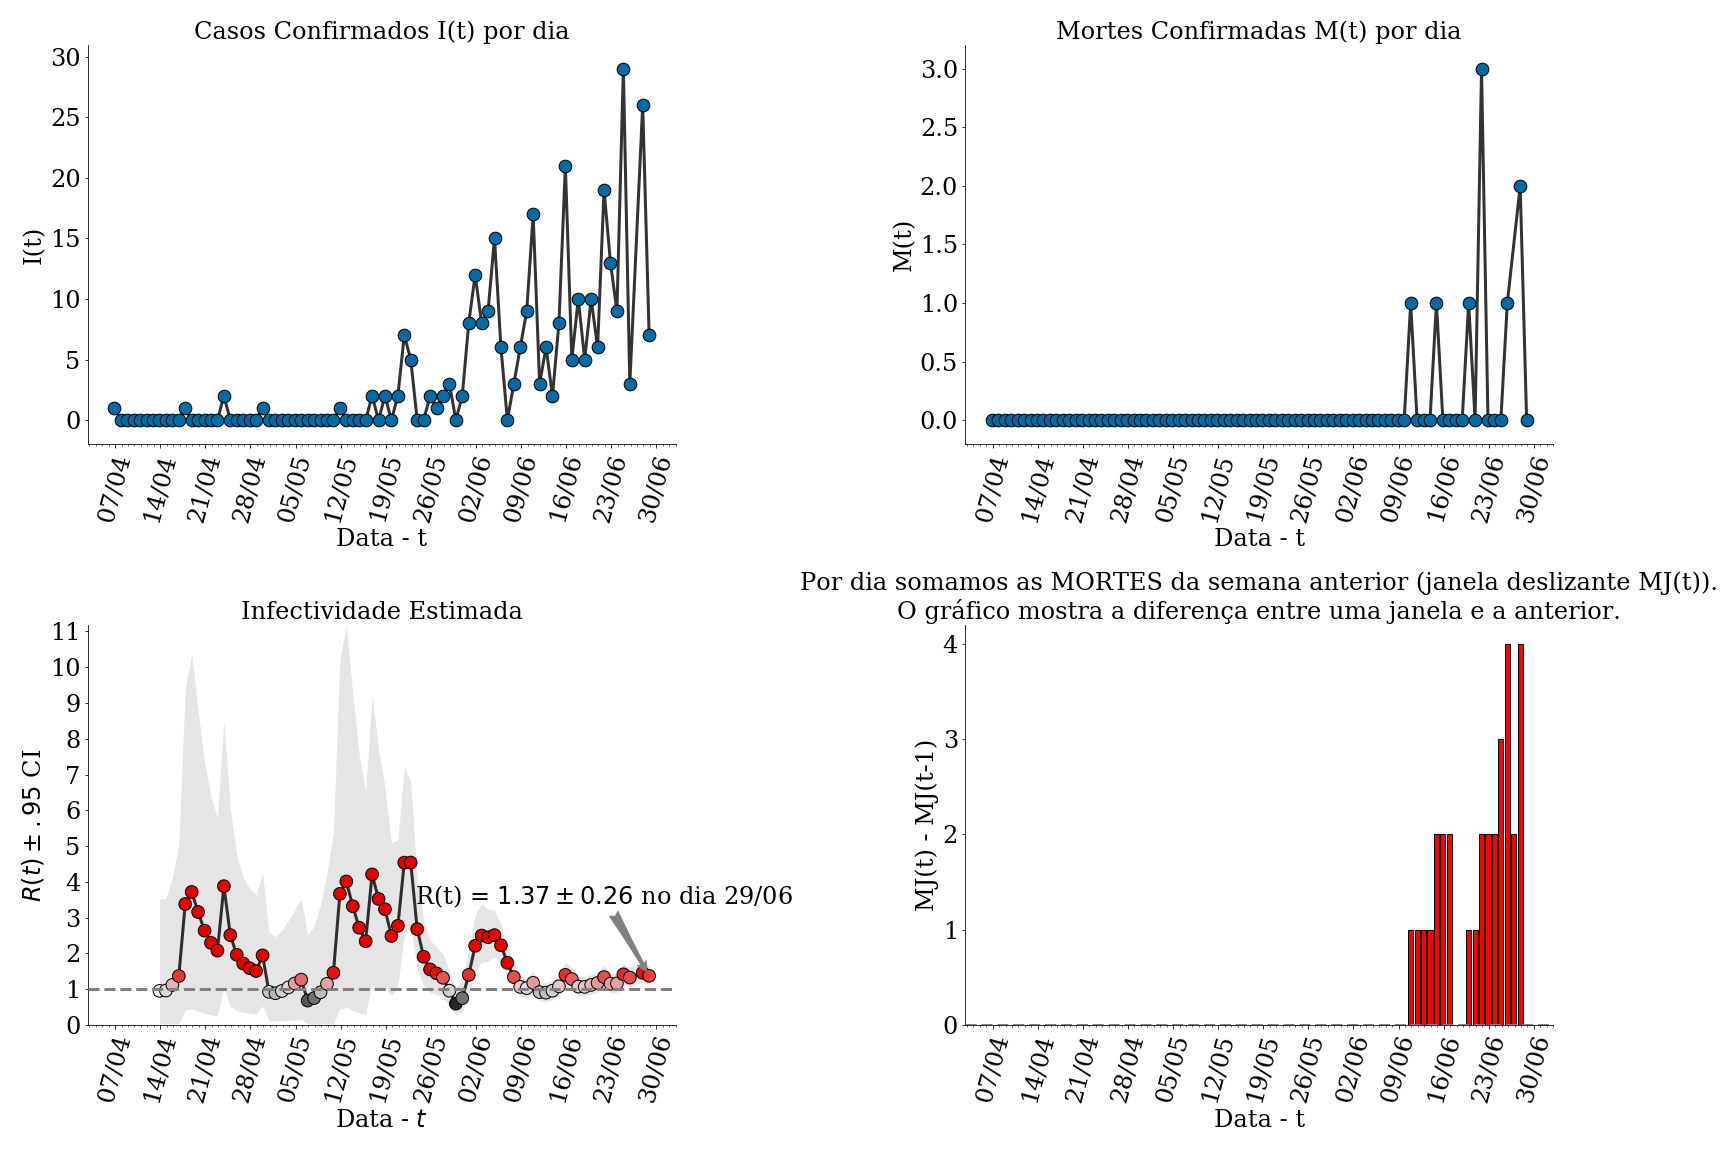 Casos Confirmados I(t) por dia
30
25
20
15
10
5
0
I(t)
07/04 14/04 21/04 28/04 05/05 12/05 19/05 26/05 02/06 09/06 16/06 23/06 30/06
Data - t
Mortes Confirmadas M(t) por dia
3.0
2.5
2.0
1.5
1.0
0.5
0.0
M(t)
07/04 14/04 21/04 28/04 05/05 12/05 19/05 26/05 02/06 09/06 16/06 23/06 30/06
Data - t
Infectividade Estimada
11
10
9
8
7
6
5
4
3
2
1
0
R(t) ± .95 CI
R(t) = 1.37 ± 0.26 no dia 29/06
07/04 14/04 21/04 28/04 05/05 12/05 19/05 26/05 02/06 09/06 16/06 23/06 30/06
Data - t
Por dia somamos as MORTES da semana anterior (janela deslizante MJ(t)).
O gráfico mostra a diferença entre uma janela e a anterior.
4
3
2
1
0
MJ(t) - MJ(t-1)
07/04 14/04 21/04 28/04 05/05 12/05 19/05 26/05 02/06 09/06 16/06 23/06 30/06
Data - t